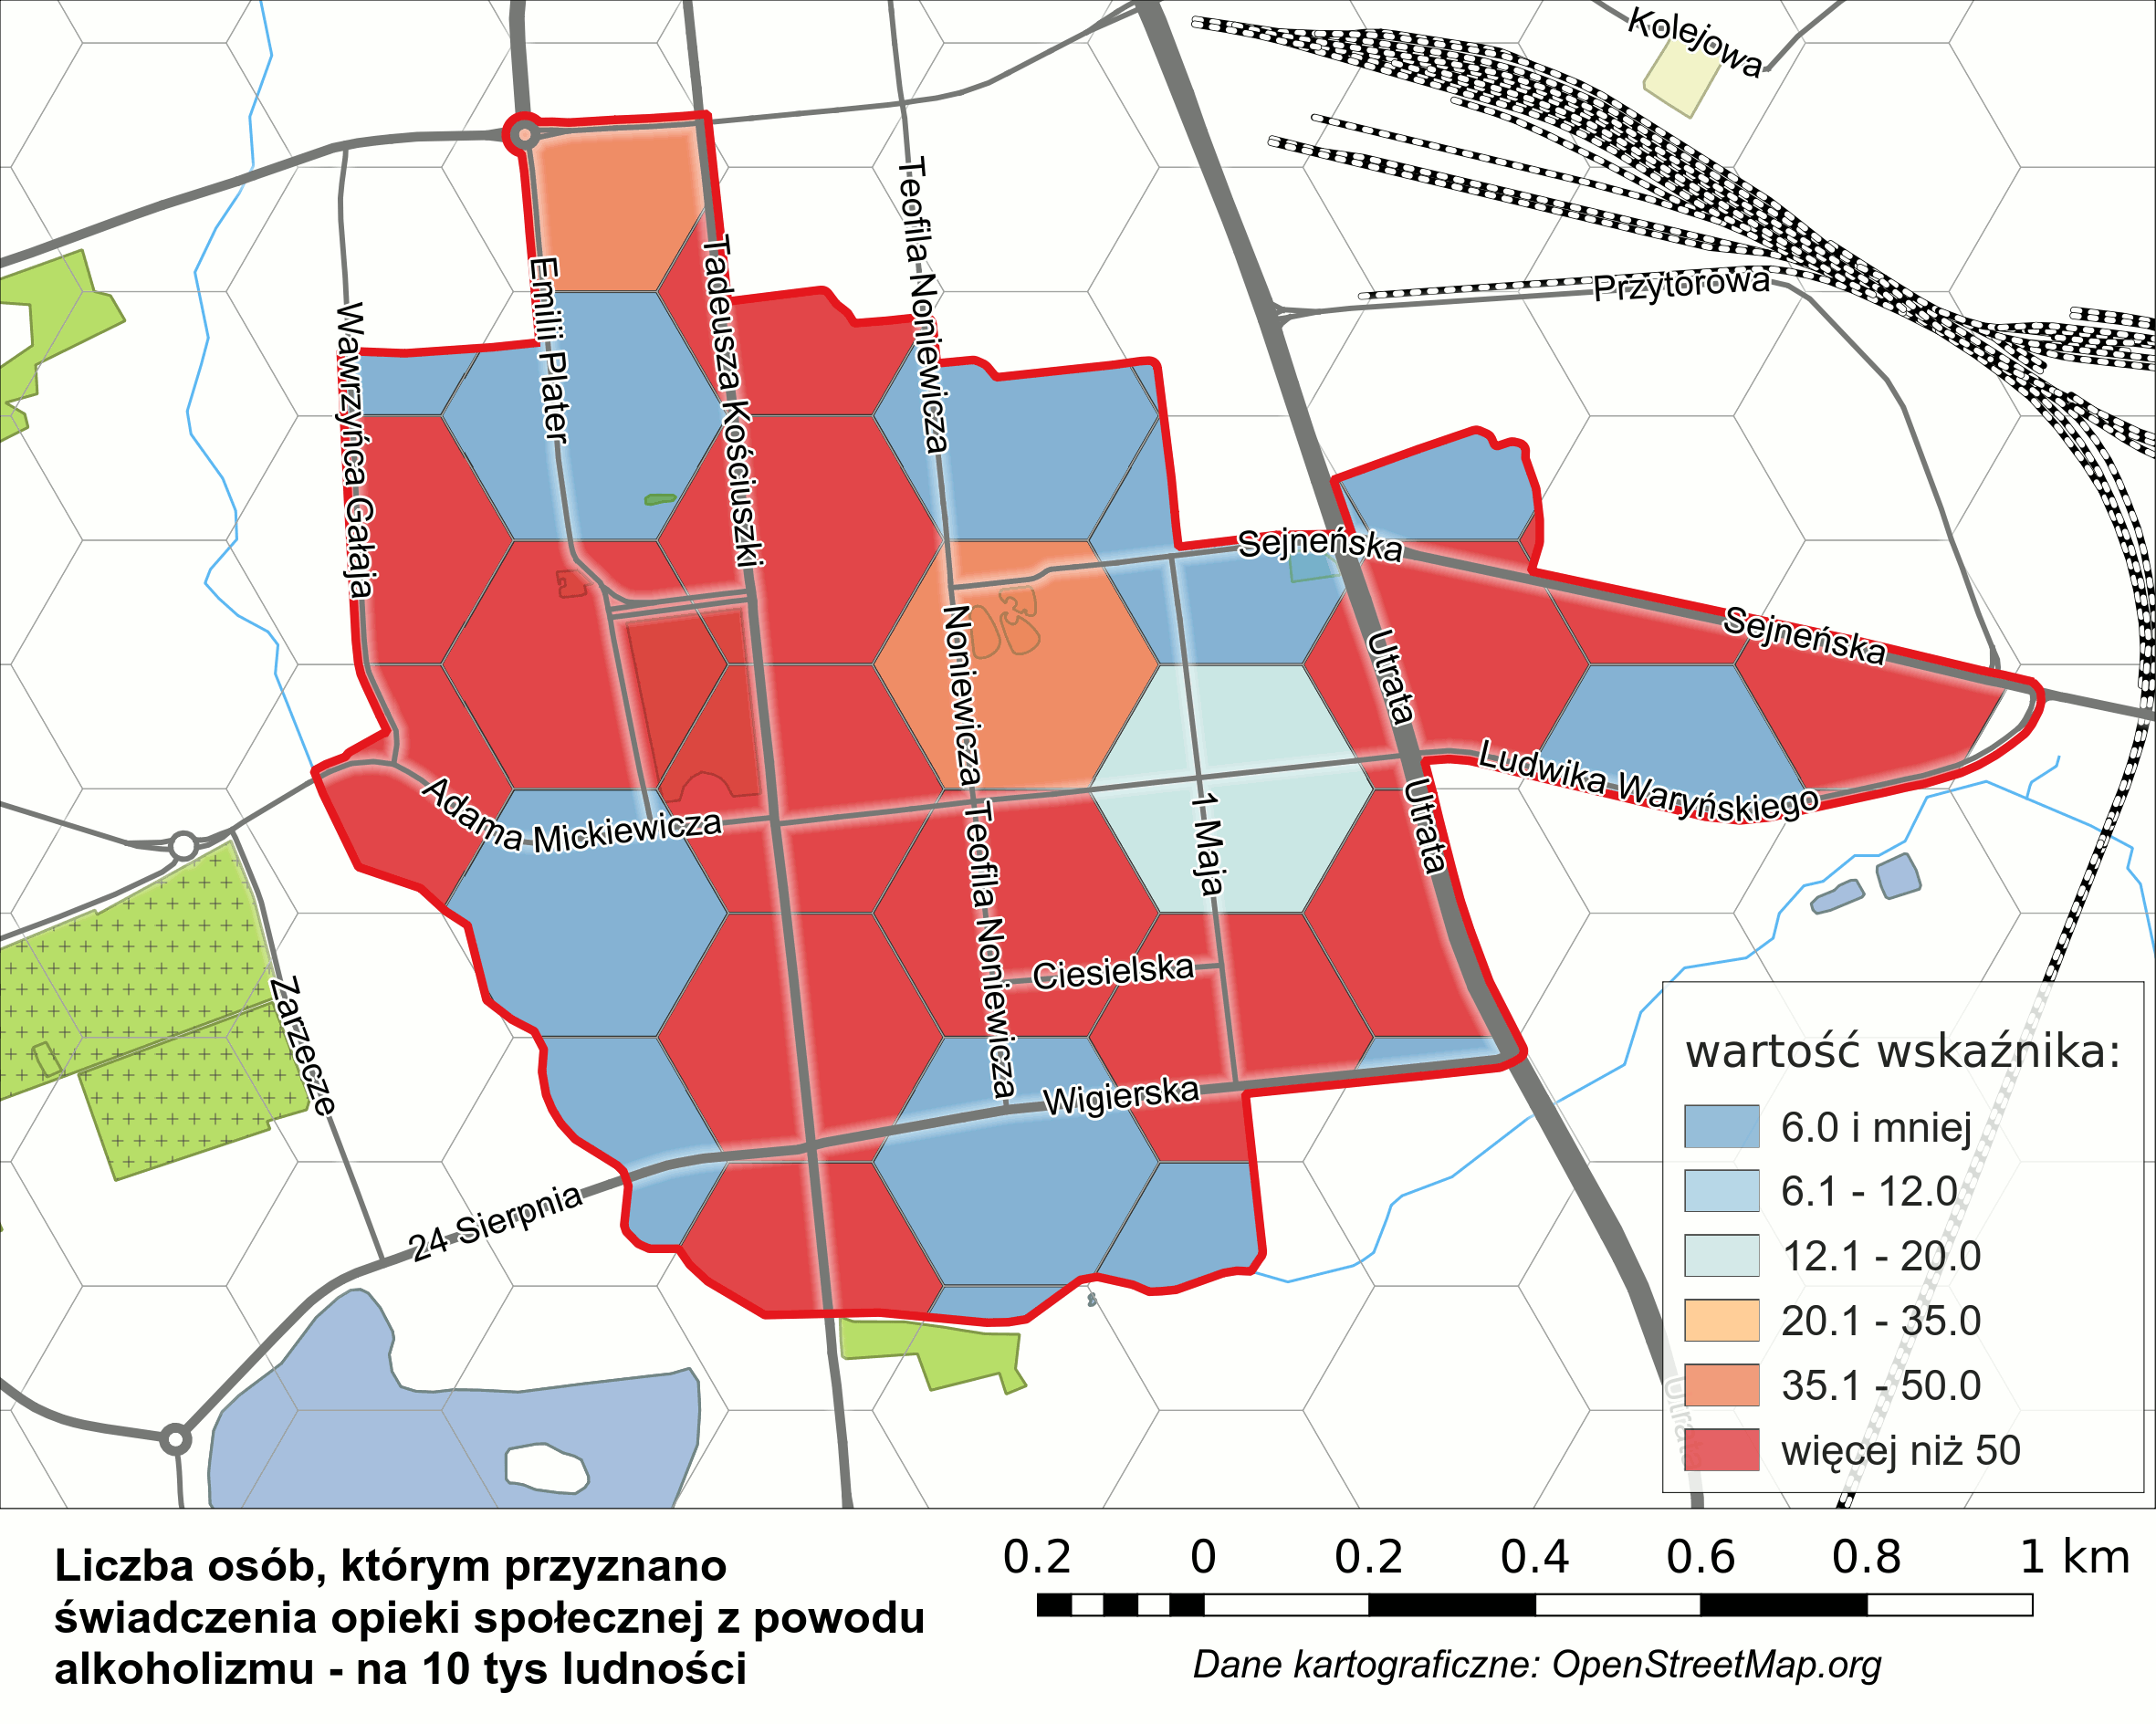 Kolejowa
Teofila Noniewicza
Tadeusza Kościuszki
Emilii Plater
Wawrzyńca Gałaja
Przytorowa
Sejneńska
Sejneńska
Noniewicza
Utrata
Ludwika Waryńskiego
Utrata
Adama Mickiewicza
Teofila Noniewicza
1 Maja
Ciesielska
Zarzecze
Wigierska
24 Sierpnia
Utrata
wartość wskaźnika:
6.0 i mniej
6.1 - 12.0
12.1 - 20.0
20.1 - 35.0
35.1 - 50.0
więcej niż 50
Liczba osób, którym przyznano
świadczenia opieki społecznej z powodu
alkoholizmu - na 10 tys ludności
0.2 0 0.2 0.4 0.6 0.8 1 km
Dane kartograficzne: OpenStreetMap.org